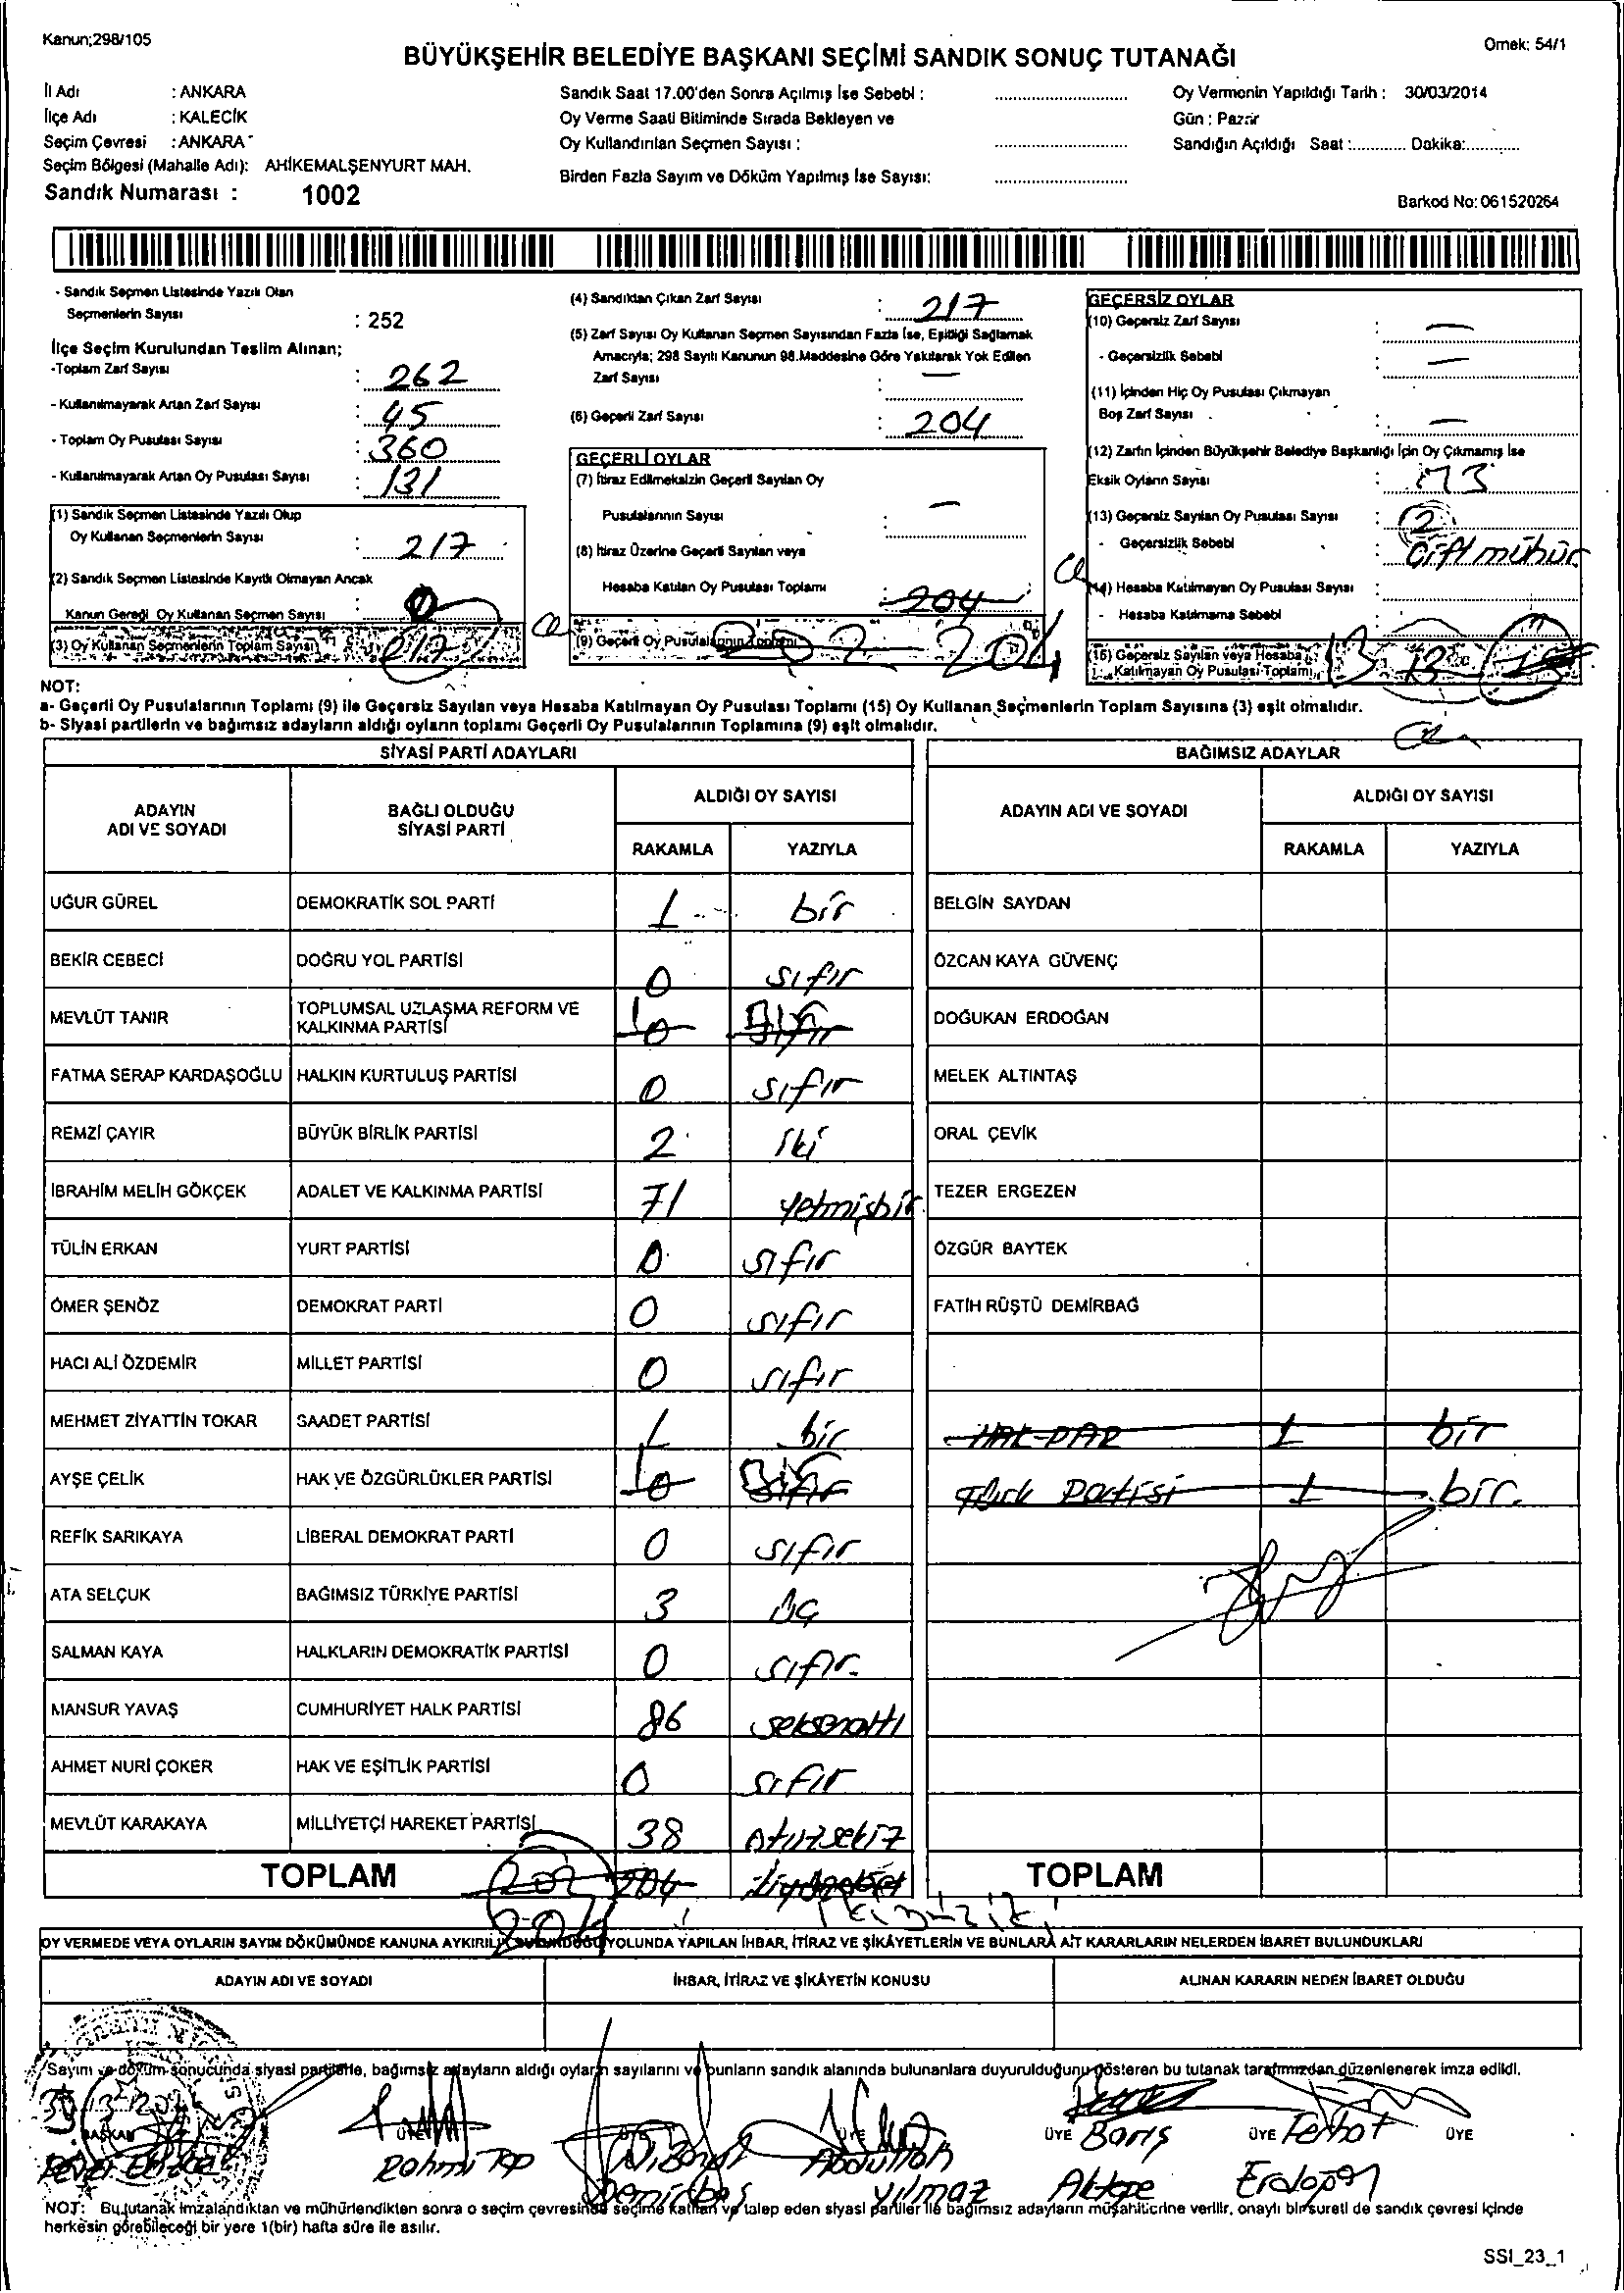 Kanun;298/105
Ornek: 54/1
BÜYÜKŞEHİR BELEDİYE BAŞKANI SEÇİMİ SANDIK SONUÇ TUTANAĞI
İl Adı : ANKARA
İlçe Adı : KALECİK
Seçim Çevresi : ANKARA
Seçim Bölgesi (Mahalle Adı): AHİKEMALŞENYURT MAH.
Sandık Numarası : 1002
Sandık Saat 17.00'den Sonra Açılmış İse Sebebi :
Oy Verme Saati Bitiminde Sırada Bekleyen ve
Oy Kullandırılan Seçmen Sayısı :
Birden Fazla Sayım ve Döküm Yapılmış İse Sayısı:
Oy Vermenin Yapıldığı Tarih : 30/03/2014
Gün : Pazar
Sandığın Açıldığı Saat :............ Dakika:............
Barkod No: 061520264
- Sandık Seçmen Listesinde Yazılı Olan
Seçmenlerin Sayısı : 252
İlçe Seçim Kurulundan Teslim Alınan;
-Toplam Zarf Sayısı : 262
- Kullanılmayarak Artan Zarf Sayısı : 45
- Toplam Oy Pusulası Sayısı : 360
- Kullanılmayarak Artan Oy Pusulası Sayısı : 131
(1) Sandık Seçmen Listesinde Yazılı Olup
Oy Kullanan Seçmenlerin Sayısı : 217
(2) Sandık Seçmen Listesinde Kayıtlı Olmayan Ancak
Kanun Gereği Oy Kullanan Seçmen Sayısı : 0
(3) Oy Kullanan Seçmenlerin Toplam Sayısı 217
(4) Sandıktan Çıkan Zarf Sayısı : 217
(5) Zarf Sayısı Oy Kullanan Seçmen Sayısından Fazla İse, Eşitliği Sağlamak
Amacıyla; 298 Sayılı Kanunun 98.Maddesine Göre Yakılarak Yok Edilen
Zarf Sayısı : —
(6) Geçerli Zarf Sayısı : 204
GEÇERLİ OYLAR
(7) İtiraz Edilmeksizin Geçerli Sayılan Oy
Pusulalarının Sayısı : —
(8) İtiraz Üzerine Geçerli Sayılan veya
Hesaba Katılan Oy Pusulası Toplamı : 204
(9) Geçerli Oy Pusulalarının Toplamı 202 204
GEÇERSİZ OYLAR
(10) Geçersiz Zarf Sayısı : —
- Geçersizlik Sebebi : —
(11) İçinden Hiç Oy Pusulası Çıkmayan
Boş Zarf Sayısı : —
(12) Zarfın İçinden Büyükşehir Belediye Başkanlığı İçin Oy Çıkmamış İse
Eksik Oyların Sayısı :
(13) Geçersiz Sayılan Oy Pusulası Sayısı : 2
- Geçersizlik Sebebi : Çift mühür
(14) Hesaba Katılmayan Oy Pusulası Sayısı :
- Hesaba Katılmama Sebebi
(15) Geçersiz Sayılan veya Hesaba
Katılmayan Oy Pusulası Toplamı 13
NOT:
a- Geçerli Oy Pusulalarının Toplamı (9) ile Geçersiz Sayılan veya Hesaba Katılmayan Oy Pusulası Toplamı (15) Oy Kullanan Seçmenlerin Toplam Sayısına (3) eşit olmalıdır.
b- Siyasi partilerin ve bağımsız adayların aldığı oyların toplamı Geçerli Oy Pusulalarının Toplamına (9) eşit olmalıdır.
SİYASİ PARTİ ADAYLARI
ADAYIN ADI VE SOYADI BAĞLI OLDUĞU SİYASİ PARTİ ALDIĞI OY SAYISI
RAKAMLA YAZIYLA
UĞUR GÜREL DEMOKRATİK SOL PARTİ 1 bir
BEKİR CEBECİ DOĞRU YOL PARTİSİ 0 sıfır
MEVLÜT TANIR TOPLUMSAL UZLAŞMA REFORM VE KALKINMA PARTİSİ 1 0 Bir sıfır
FATMA SERAP KARDAŞOĞLU HALKIN KURTULUŞ PARTİSİ 0 sıfır
REMZİ ÇAYIR BÜYÜK BİRLİK PARTİSİ 2 iki
İBRAHİM MELİH GÖKÇEK ADALET VE KALKINMA PARTİSİ 71 yetmişbir
TÜLİN ERKAN YURT PARTİSİ 0 sıfır
ÖMER ŞENÖZ DEMOKRAT PARTİ 0 sıfır
HACI ALİ ÖZDEMİR MİLLET PARTİSİ 0 sıfır
MEHMET ZİYATTİN TOKAR SAADET PARTİSİ 1 bir
AYŞE ÇELİK HAK VE ÖZGÜRLÜKLER PARTİSİ 1 0 Bir sıfır
REFİK SARIKAYA LİBERAL DEMOKRAT PARTİ 0 sıfır
ATA SELÇUK BAĞIMSIZ TÜRKİYE PARTİSİ 3 üç
SALMAN KAYA HALKLARIN DEMOKRATİK PARTİSİ 0 sıfır.
MANSUR YAVAŞ CUMHURİYET HALK PARTİSİ 86 seksenaltı
AHMET NURİ ÇOKER HAK VE EŞİTLİK PARTİSİ 0 sıfır
MEVLÜT KARAKAYA MİLLİYETÇİ HAREKET PARTİSİ 38 otuzsekiz
TOPLAM 202 204 ikiyüzdört
204 ikiyüziki
BAĞIMSIZ ADAYLAR
ADAYIN ADI VE SOYADI ALDIĞI OY SAYISI
RAKAMLA YAZIYLA
BELGİN SAYDAN
ÖZCAN KAYA GÜVENÇ
DOĞUKAN ERDOĞAN
MELEK ALTINTAŞ
ORAL ÇEVİK
TEZER ERGEZEN
ÖZGÜR BAYTEK
FATİH RÜŞTÜ DEMİRBAĞ
HAK-PAR 1 bir
Partisi 1 bir.
TOPLAM
OY VERMEDE VEYA OYLARIN SAYIM DÖKÜMÜNDE KANUNA AYKIRILIK BULUNDUĞU YOLUNDA YAPILAN İHBAR, İTİRAZ VE ŞİKÂYETLERİN VE BUNLARA AİT KARARLARIN NELERDEN İBARET BULUNDUKLARI
ADAYIN ADI VE SOYADI İHBAR, İTİRAZ VE ŞİKÂYETİN KONUSU ALINAN KARARIN NEDEN İBARET OLDUĞU
Sayım ve döküm sonucunda siyasi partilerle, bağımsız adayların aldığı oyların sayılarını ve bunların sandık alanında bulunanlara duyurulduğunu gösteren bu tutanak tarafımızdan düzenlenerek imza edildi.
BAŞKAN ÜYE ÜYE ÜYE ÜYE ÜYE ÜYE
Rahmi Top
Demirbaş
Abdullah yılmaz
Barış Aktepe
Ferhat Erdoğan
NOT: Bu tutanak imzalandıktan ve mühürlendikten sonra o seçim çevresinde seçime katılan ve talep eden siyasi partiler ile bağımsız adayların müşahitlerine verilir, onaylı bir sureti de sandık çevresi içinde
herkesin görebileceği bir yere 1(bir) hafta süre ile asılır.
SSI_23_1